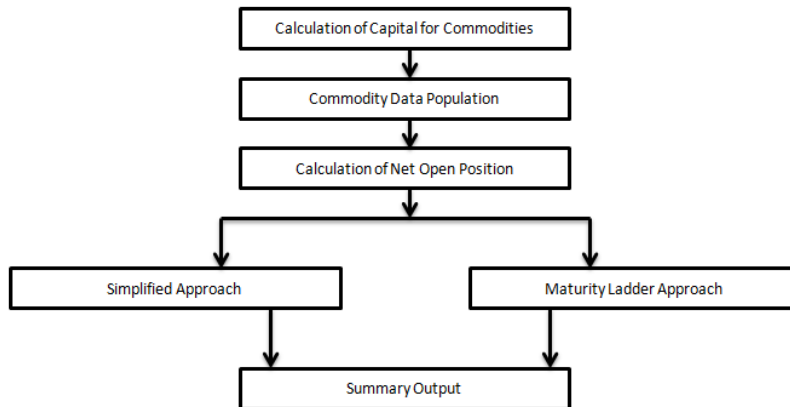 Calculation of Capital for Commodities
Commodity Data Population
Calculation of Net Open Position
Simplified Approach
Maturity Ladder Approach
Summary Output